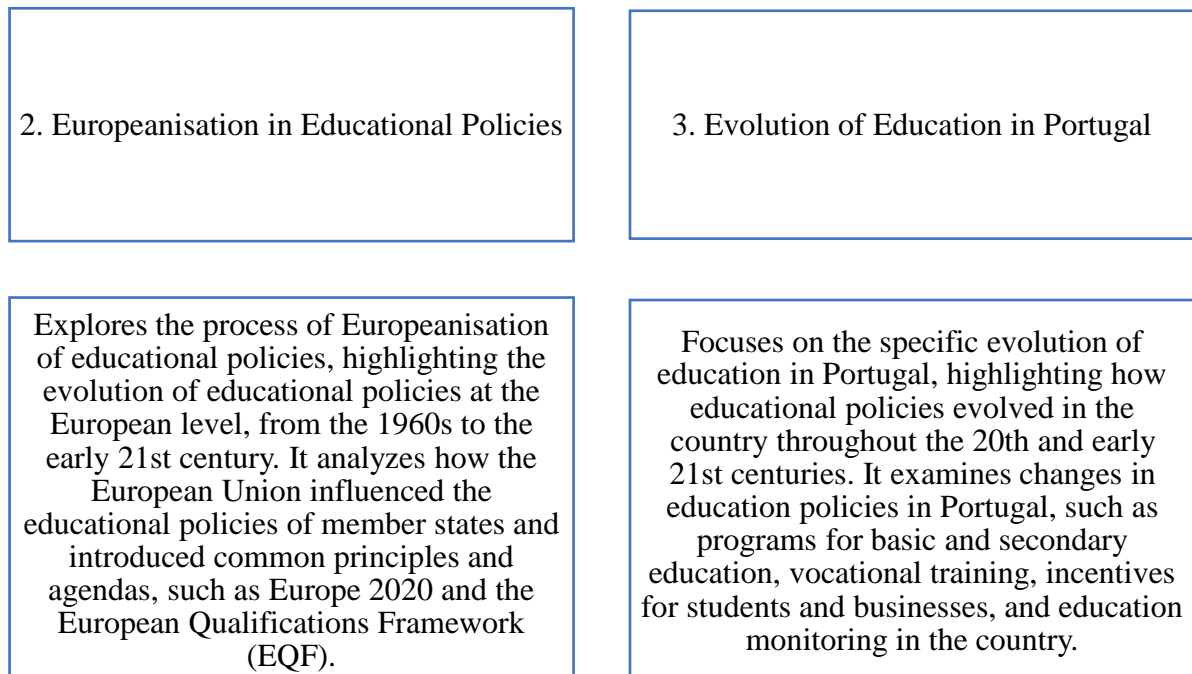 2. Europeanisation in Educational Policies
3. Evolution of Education in Portugal
Explores the process of Europeanisation
of educational policies, highlighting the
evolution of educational policies at the
European level, from the 1960s to the
early 21st century. It analyzes how the
European Union influenced the
educational policies of member states and
introduced common principles and
agendas, such as Europe 2020 and the
European Qualifications Framework
(EQF).
Focuses on the specific evolution of
education in Portugal, highlighting how
educational policies evolved in the
country throughout the 20th and early
21st centuries. It examines changes in
education policies in Portugal, such as
programs for basic and secondary
education, vocational training, incentives
for students and businesses, and education
monitoring in the country.